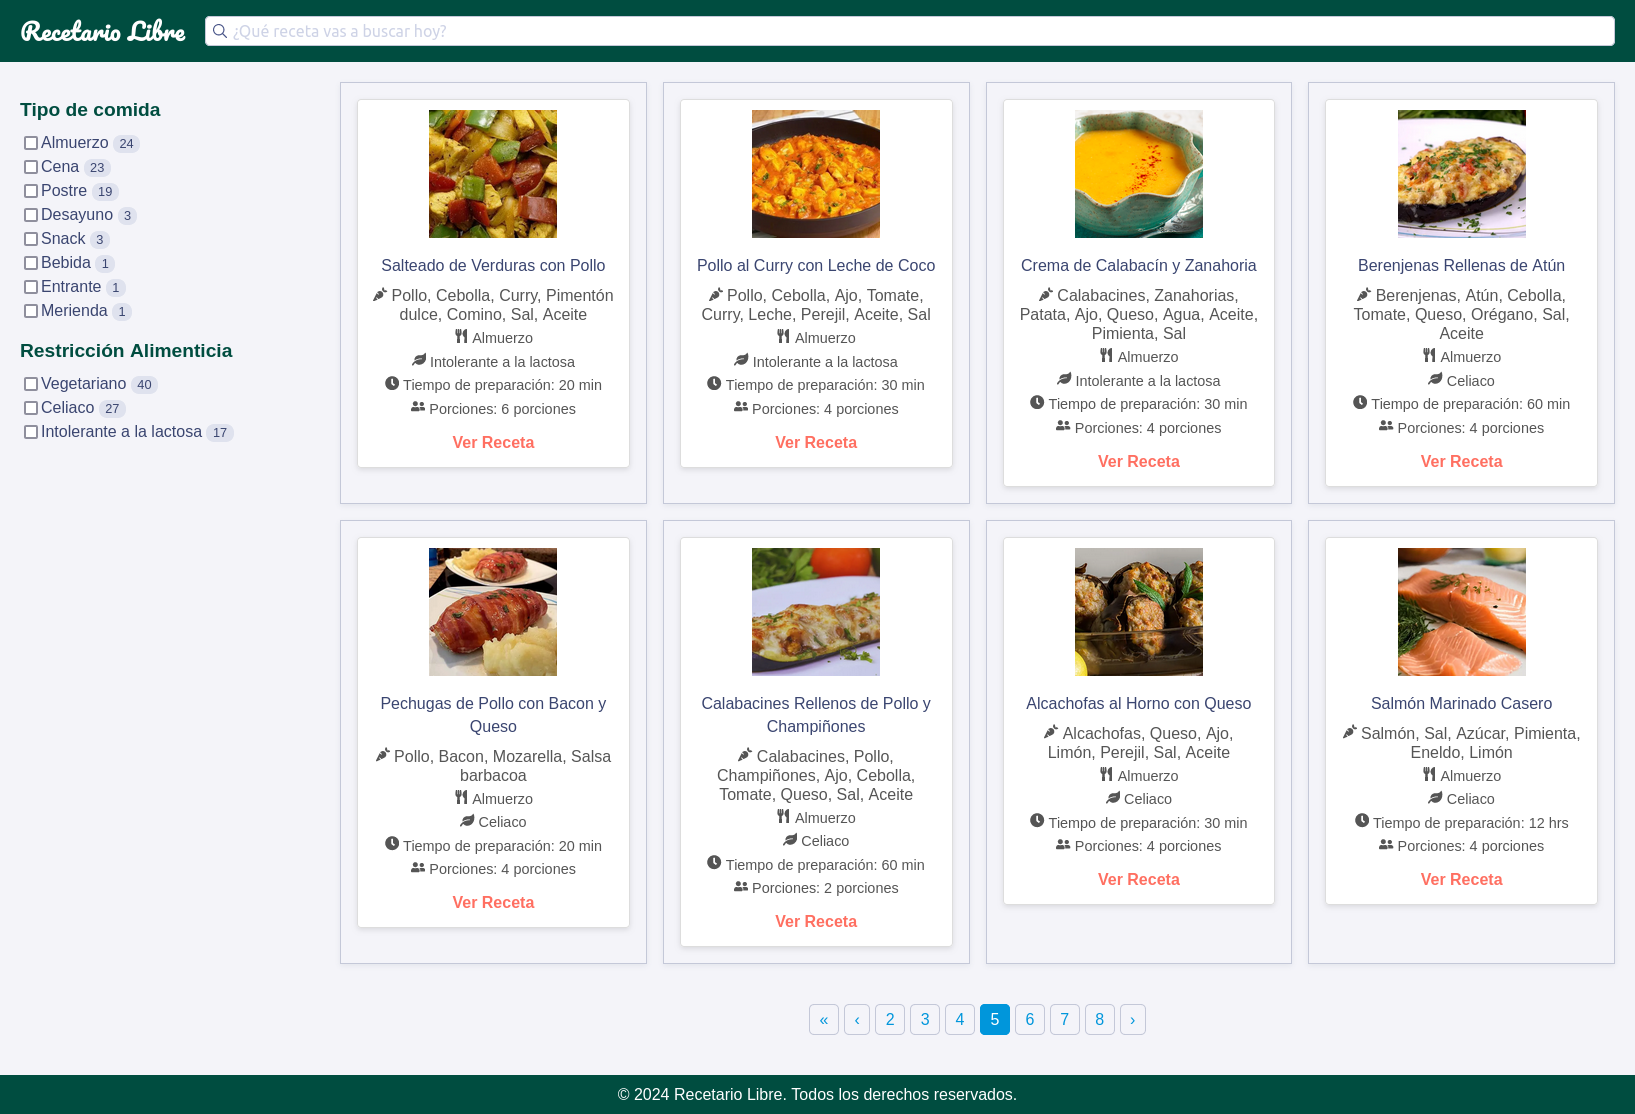 Recetario Libre
¿Qué receta vas a buscar hoy?
Tipo de comida
Almuerzo 24
Cena 23
Postre 19
Desayuno 3
Snack 3
Bebida 1
Entrante 1
Merienda 1
Restricción Alimenticia
Vegetariano 40
Celiaco 27
Intolerante a la lactosa 17
Salteado de Verduras con Pollo
Pollo, Cebolla, Curry, Pimentón
dulce, Comino, Sal, Aceite
Almuerzo
Intolerante a la lactosa
Tiempo de preparación: 20 min
Porciones: 6 porciones
Ver Receta
Pollo al Curry con Leche de Coco
Pollo, Cebolla, Ajo, Tomate,
Curry, Leche, Perejil, Aceite, Sal
Almuerzo
Intolerante a la lactosa
Tiempo de preparación: 30 min
Porciones: 4 porciones
Ver Receta
Crema de Calabacín y Zanahoria
Calabacines, Zanahorias,
Patata, Ajo, Queso, Agua, Aceite,
Pimienta, Sal
Almuerzo
Intolerante a la lactosa
Tiempo de preparación: 30 min
Porciones: 4 porciones
Ver Receta
Berenjenas Rellenas de Atún
Berenjenas, Atún, Cebolla,
Tomate, Queso, Orégano, Sal,
Aceite
Almuerzo
Celiaco
Tiempo de preparación: 60 min
Porciones: 4 porciones
Ver Receta
Pechugas de Pollo con Bacon y
Queso
Pollo, Bacon, Mozarella, Salsa
barbacoa
Almuerzo
Celiaco
Tiempo de preparación: 20 min
Porciones: 4 porciones
Ver Receta
Calabacines Rellenos de Pollo y
Champiñones
Calabacines, Pollo,
Champiñones, Ajo, Cebolla,
Tomate, Queso, Sal, Aceite
Almuerzo
Celiaco
Tiempo de preparación: 60 min
Porciones: 2 porciones
Ver Receta
Alcachofas al Horno con Queso
Alcachofas, Queso, Ajo,
Limón, Perejil, Sal, Aceite
Almuerzo
Celiaco
Tiempo de preparación: 30 min
Porciones: 4 porciones
Ver Receta
Salmón Marinado Casero
Salmón, Sal, Azúcar, Pimienta,
Eneldo, Limón
Almuerzo
Celiaco
Tiempo de preparación: 12 hrs
Porciones: 4 porciones
Ver Receta
« ‹ 2 3 4 5 6 7 8 ›
© 2024 Recetario Libre. Todos los derechos reservados.